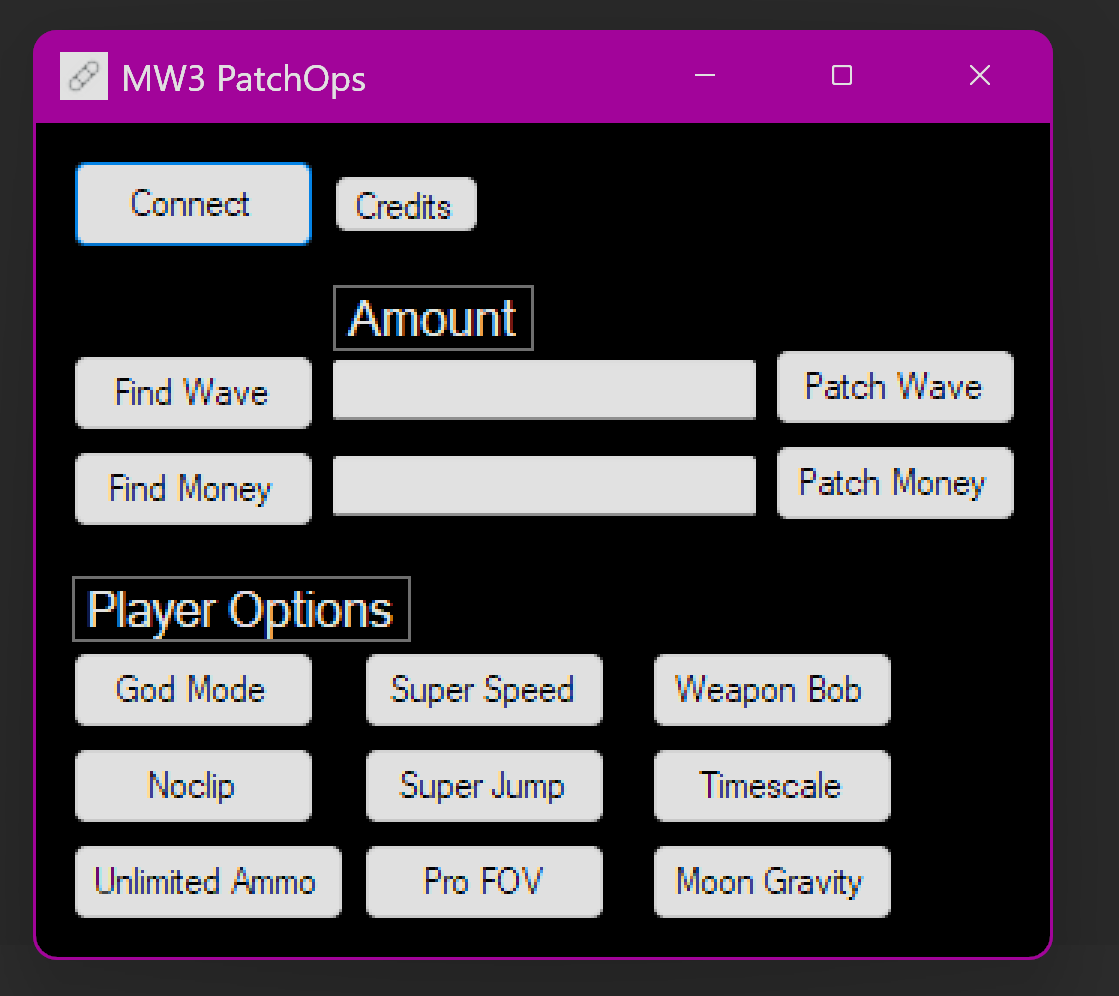 MW3 PatchOps
Connect
Credits
Amount
Find Wave
Patch Wave
Find Money
Patch Money
Player Options
God Mode
Super Speed
Weapon Bob
Noclip
Super Jump
Timescale
Unlimited Ammo
Pro FOV
Moon Gravity